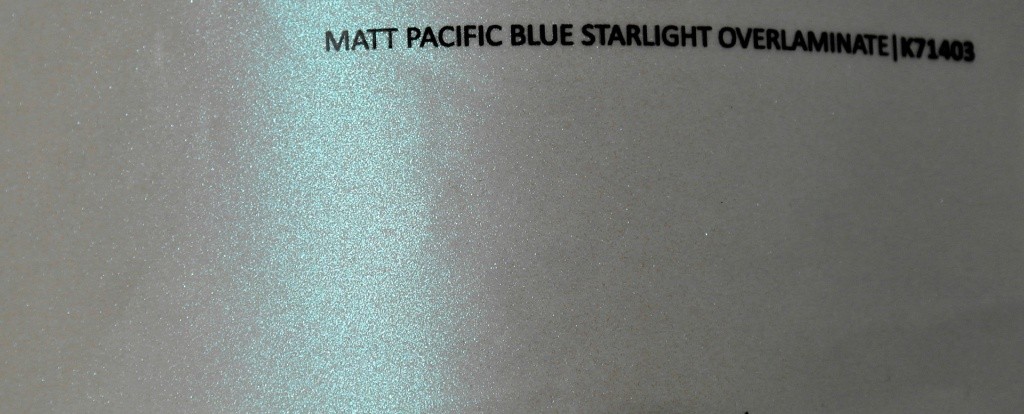 MATT PACIFIC BLUE STARLIGHT OVERLAMINATE|K71403